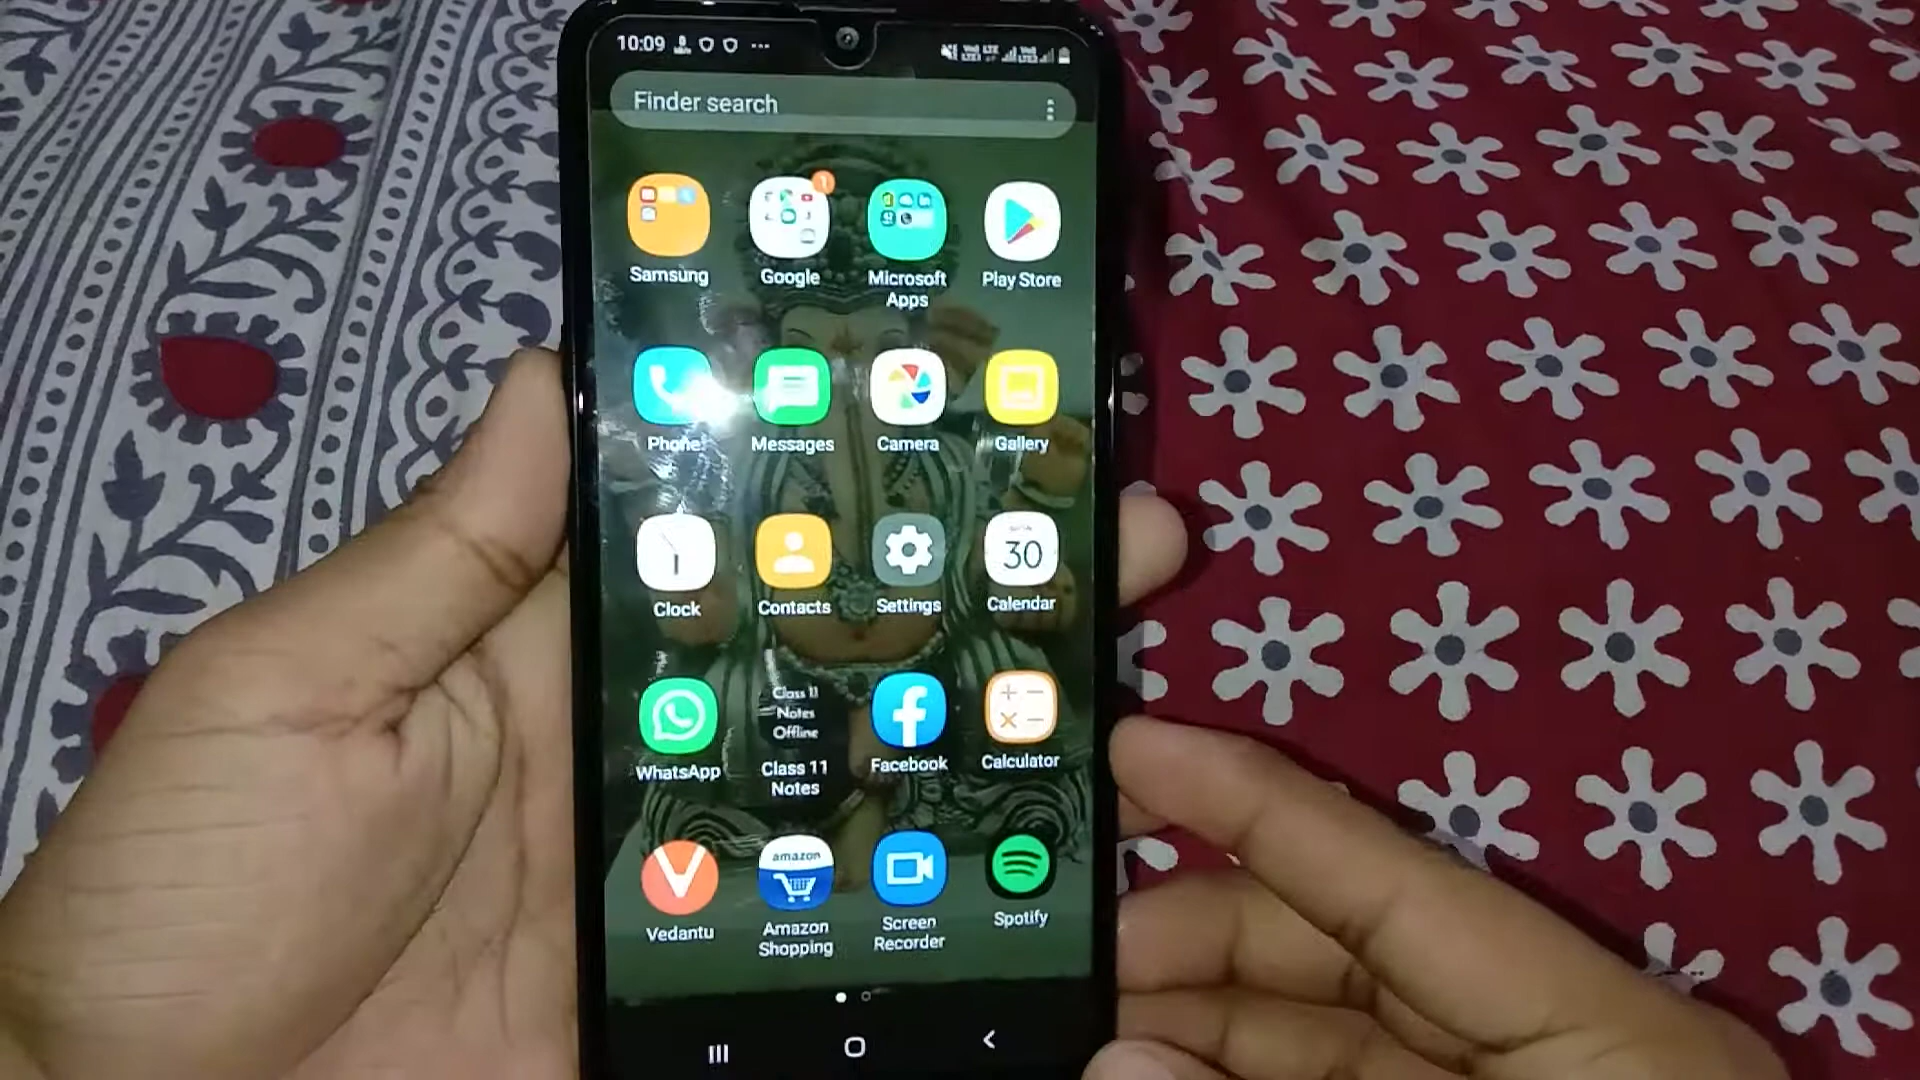 10:09
Finder search
1
Samsung
Google
Microsoft
Apps
Play Store
Phone
Messages
Camera
Gallery
30
Clock
Contacts
Settings
Calendar
Class 11
Notes
Offline
WhatsApp
Class 11
Notes
Facebook
Calculator
amazon
Vedantu
Amazon
Shopping
Screen
Recorder
Spotify